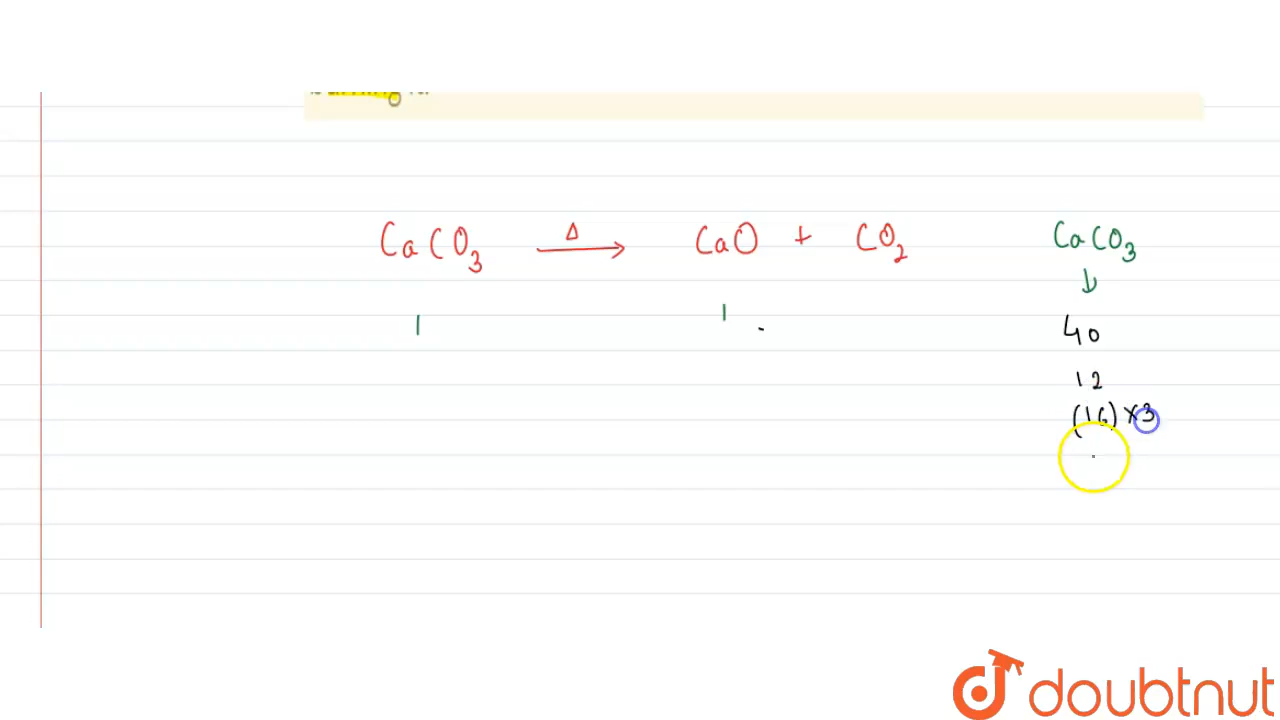 CaCO₃ Δ→ CaO + CO₂ CaCO₃
↓
1 1 40
12
(16) × 3
doubtnut